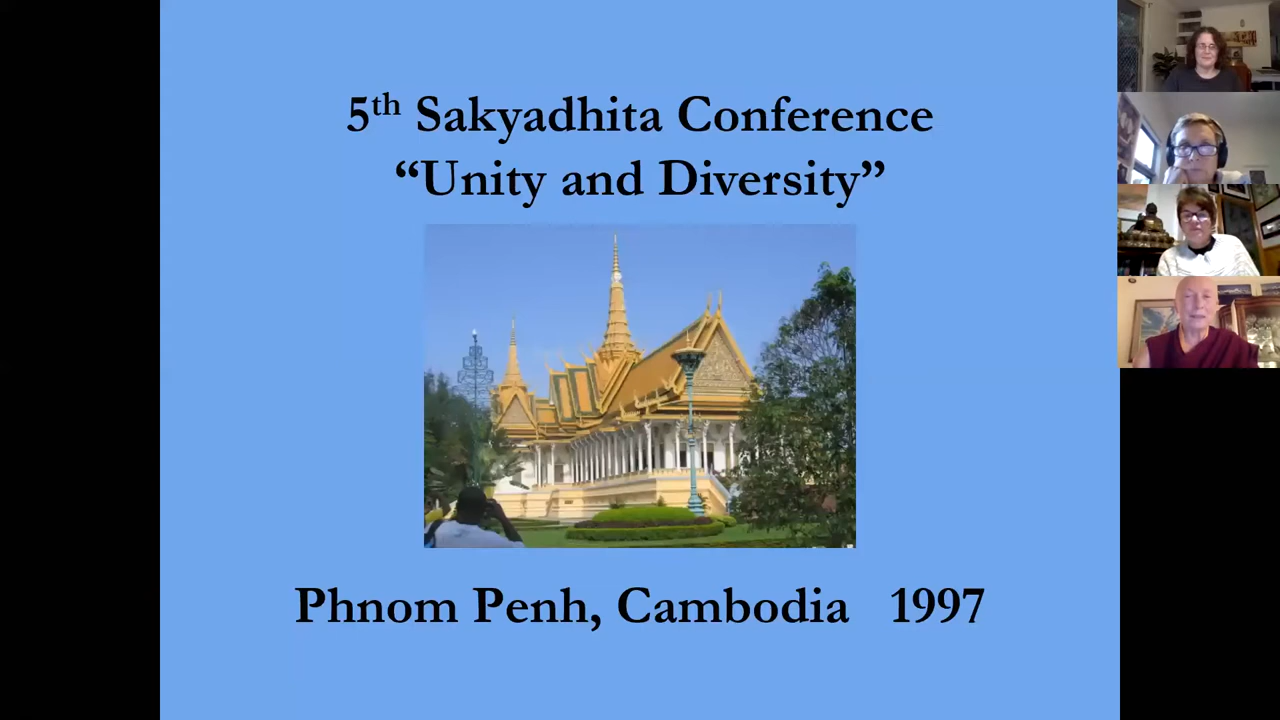 5th Sakyadhita Conference
“Unity and Diversity”
Phnom Penh, Cambodia 1997